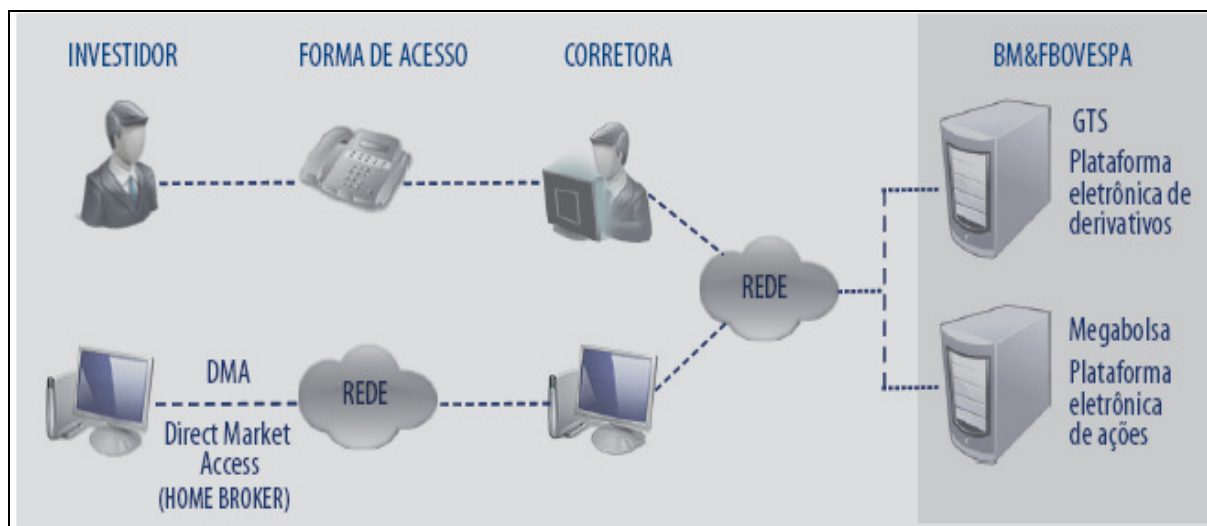 INVESTIDOR
FORMA DE ACESSO
CORRETORA
BM&FBOVESPA
GTS
Plataforma
eletrônica de
derivativos
REDE
DMA
REDE
Direct Market
Access
(HOME BROKER)
Megabolsa
Plataforma
eletrônica
de ações